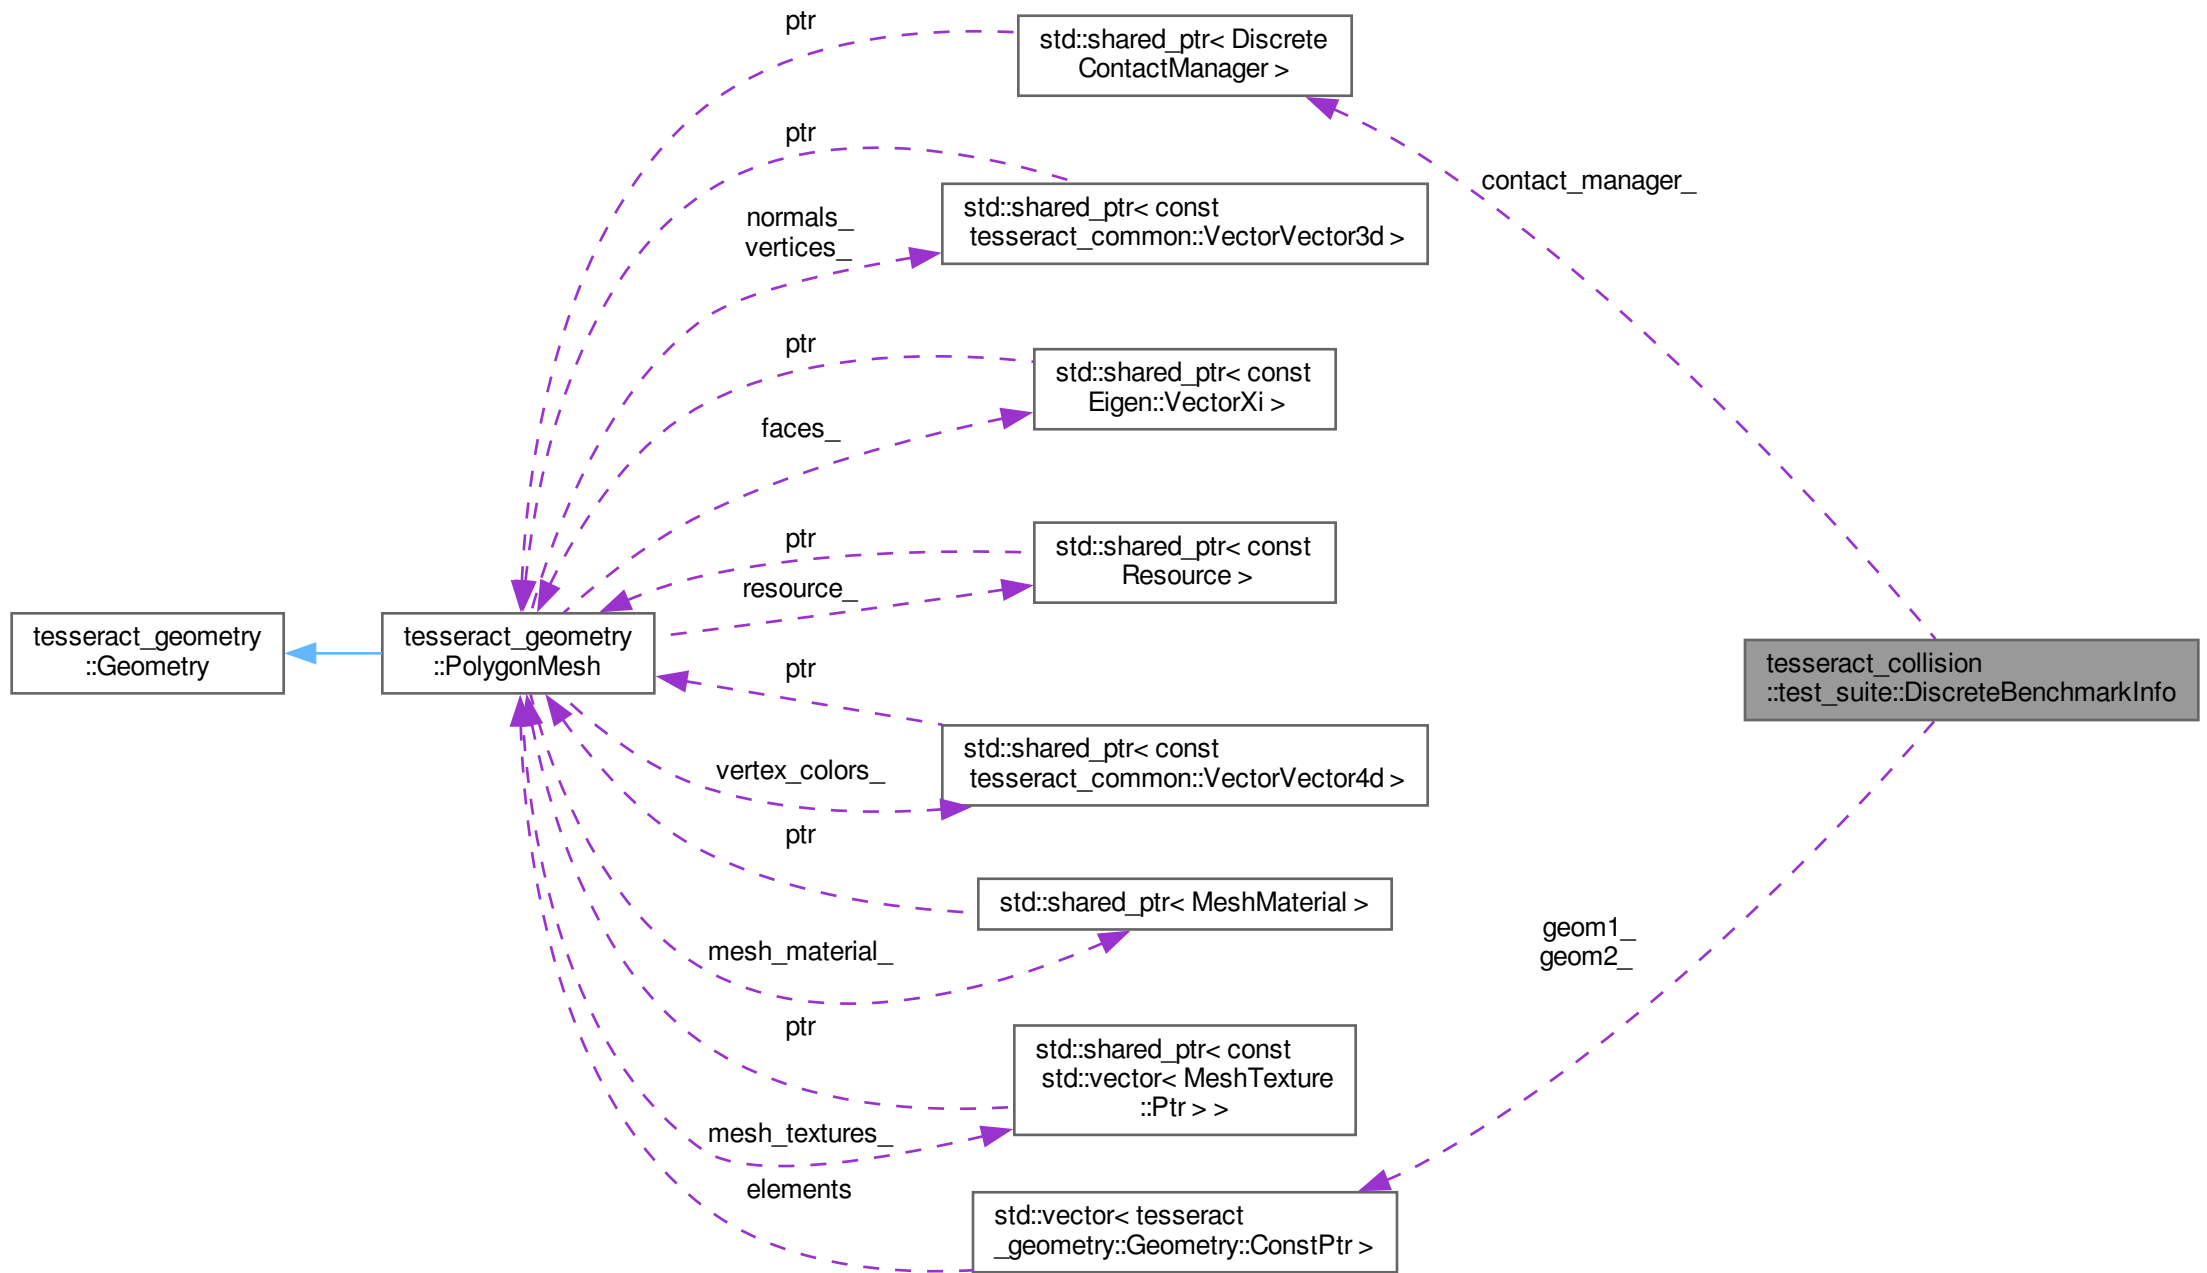 ptr
std::shared_ptr< Discrete
ContactManager >
ptr
contact_manager_
std::shared_ptr< const
tesseract_common::VectorVector3d >
normals_
vertices_
ptr
std::shared_ptr< const
Eigen::VectorXi >
faces_
ptr
std::shared_ptr< const
Resource >
resource_
tesseract_geometry
::Geometry
tesseract_geometry
::PolygonMesh
ptr
tesseract_collision
::test_suite::DiscreteBenchmarkInfo
std::shared_ptr< const
tesseract_common::VectorVector4d >
vertex_colors_
ptr
std::shared_ptr< MeshMaterial >
mesh_material_
geom1_
geom2_
ptr
std::shared_ptr< const
std::vector< MeshTexture
::Ptr > >
mesh_textures_
elements
std::vector< tesseract
_geometry::Geometry::ConstPtr >